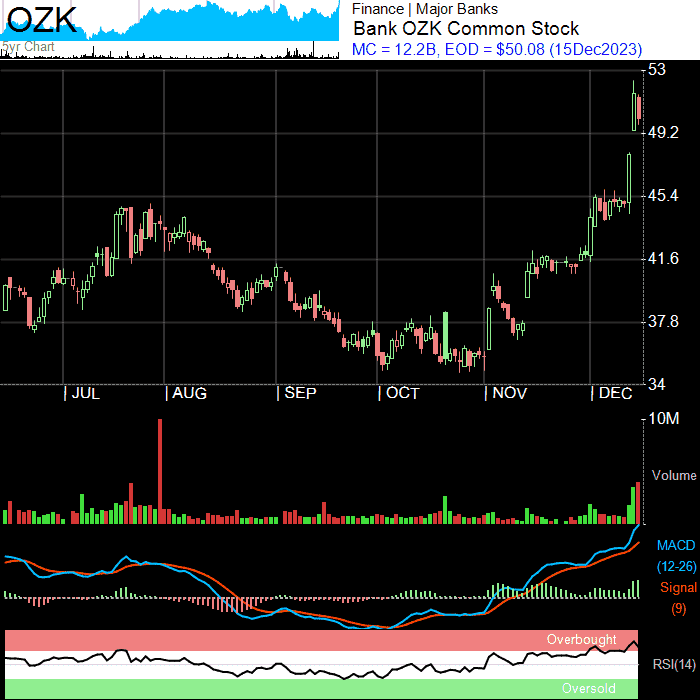 OZK
5yr Chart
Finance | Major Banks
Bank OZK Common Stock
MC = 12.2B, EOD = $50.08 (15Dec2023)
53
49.2
45.4
41.6
37.8
34
| JUL | AUG | SEP | OCT | NOV | DEC
10M
Volume
MACD
(12-26)
Signal
(9)
Overbought
RSI(14)
Oversold